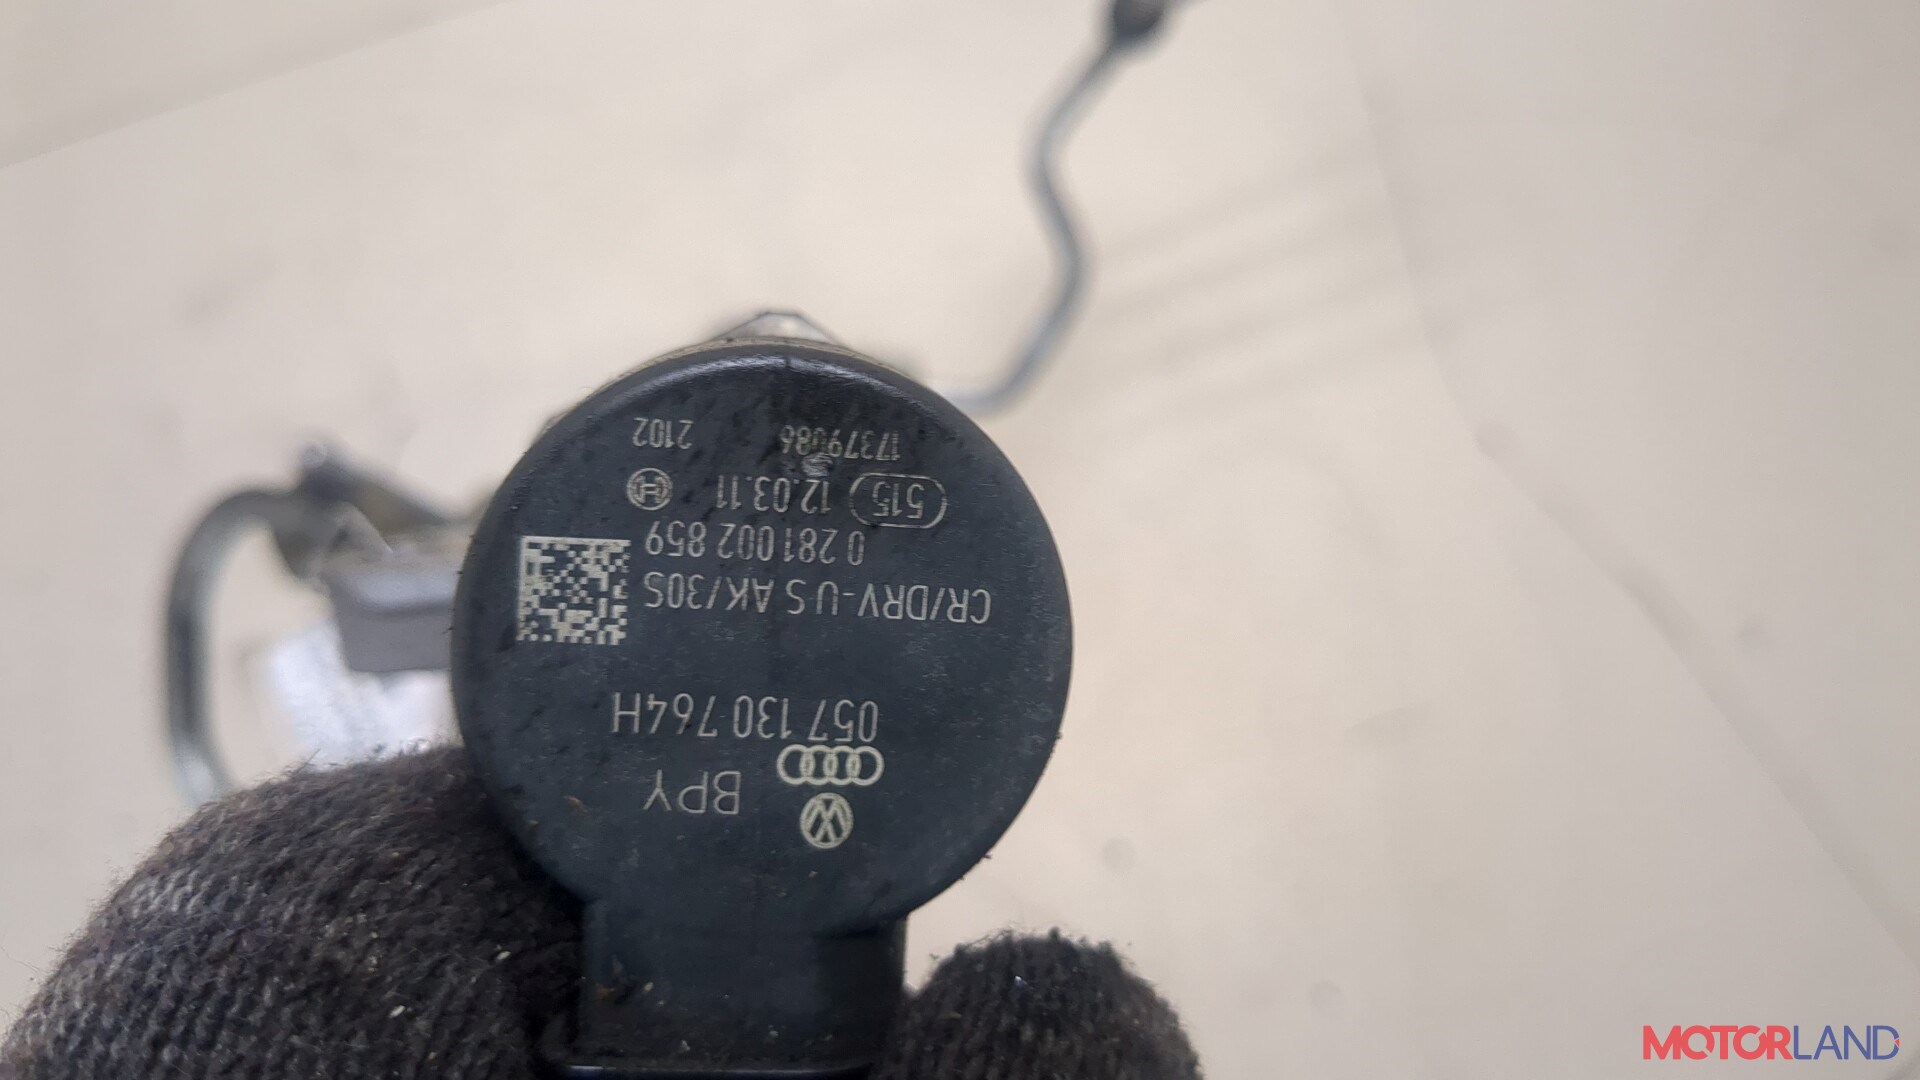 BPY
057 130 764H
CR/DRV-U S AK/30S
0 281 002 859
515 12.03.11
17379086 2102
MOTORLAND